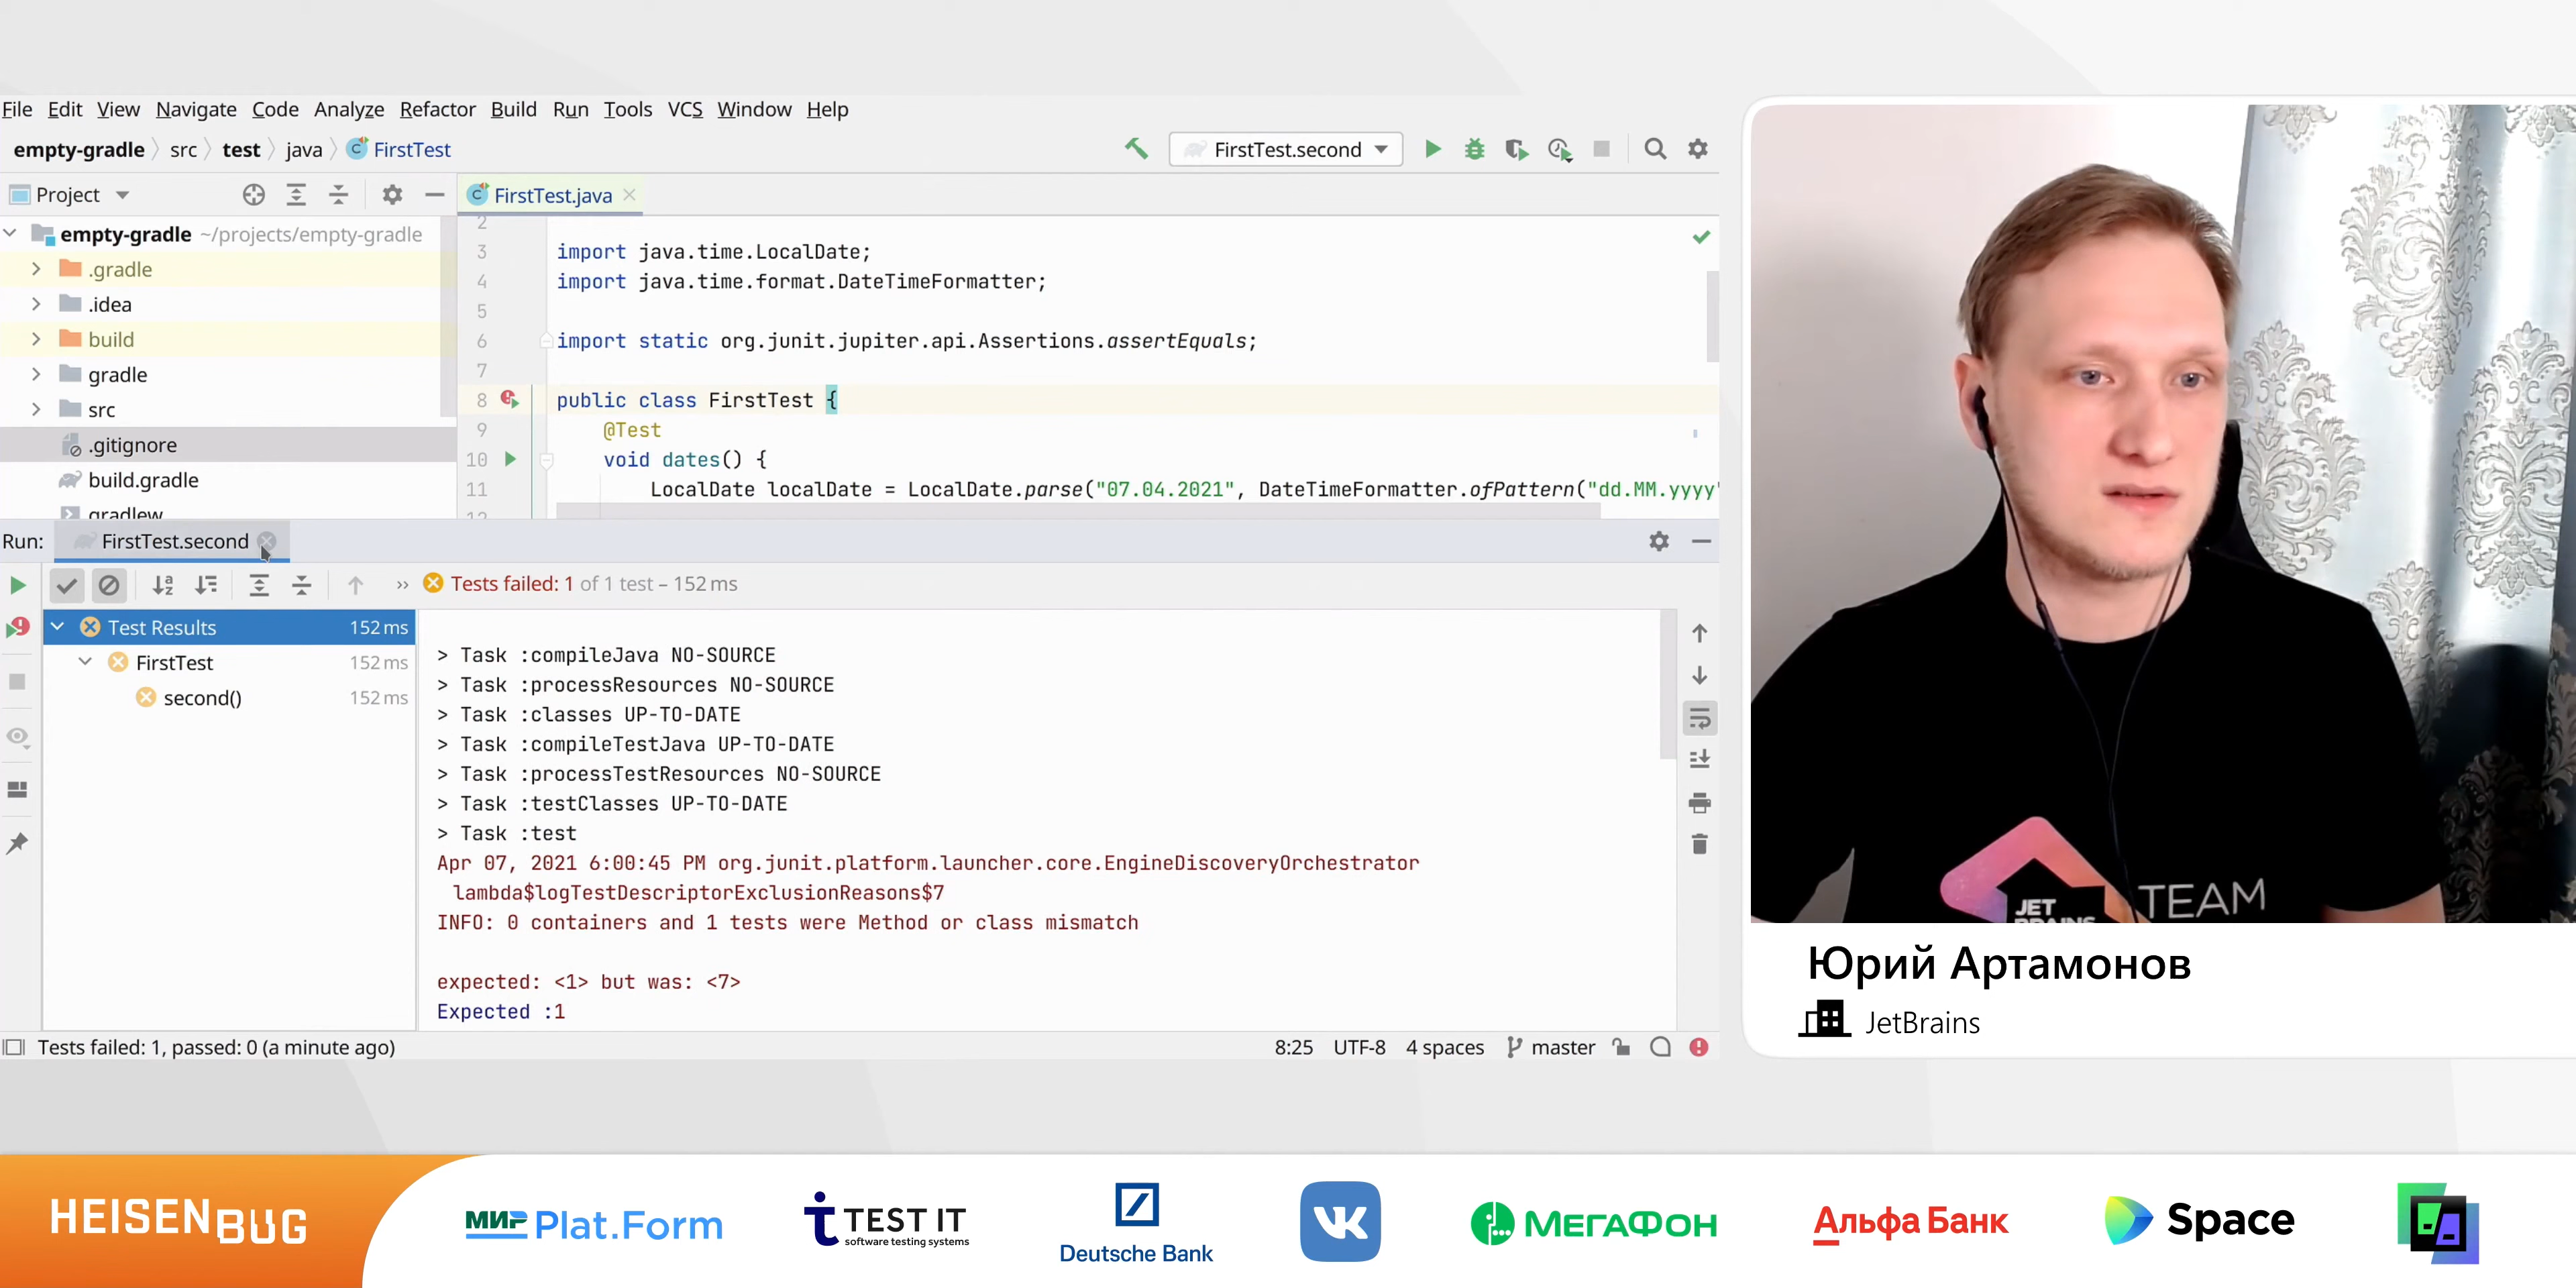 File Edit View Navigate Code Analyze Refactor Build Run Tools VCS Window Help
empty-gradle src test java FirstTest
FirstTest.second
Project
FirstTest.java
empty-gradle ~/projects/empty-gradle
.gradle
.idea
build
gradle
src
.gitignore
build.gradle
gradlew
2
3 import java.time.LocalDate;
4 import java.time.format.DateTimeFormatter;
5
6 import static org.junit.jupiter.api.Assertions.assertEquals;
7
8 public class FirstTest {
9 @Test
10 void dates() {
11 LocalDate localDate = LocalDate.parse("07.04.2021", DateTimeFormatter.ofPattern("dd.MM.yyyy"
12
Run: FirstTest.second
Tests failed: 1 of 1 test – 152 ms
Test Results 152 ms
FirstTest 152 ms
second() 152 ms
> Task :compileJava NO-SOURCE
> Task :processResources NO-SOURCE
> Task :classes UP-TO-DATE
> Task :compileTestJava UP-TO-DATE
> Task :processTestResources NO-SOURCE
> Task :testClasses UP-TO-DATE
> Task :test
Apr 07, 2021 6:00:45 PM org.junit.platform.launcher.core.EngineDiscoveryOrchestrator
lambda$logTestDescriptorExclusionReasons$7
INFO: 0 containers and 1 tests were Method or class mismatch
expected: <1> but was: <7>
Expected :1
Tests failed: 1, passed: 0 (a minute ago)
8:25 UTF-8 4 spaces master
JET
BRAINS
TEAM
Юрий Артамонов
JetBrains
HEISENBUG
МИР Plat.Form
TEST IT
software testing systems
Deutsche Bank
VK
МЕГАФОН
Альфа Банк
Space